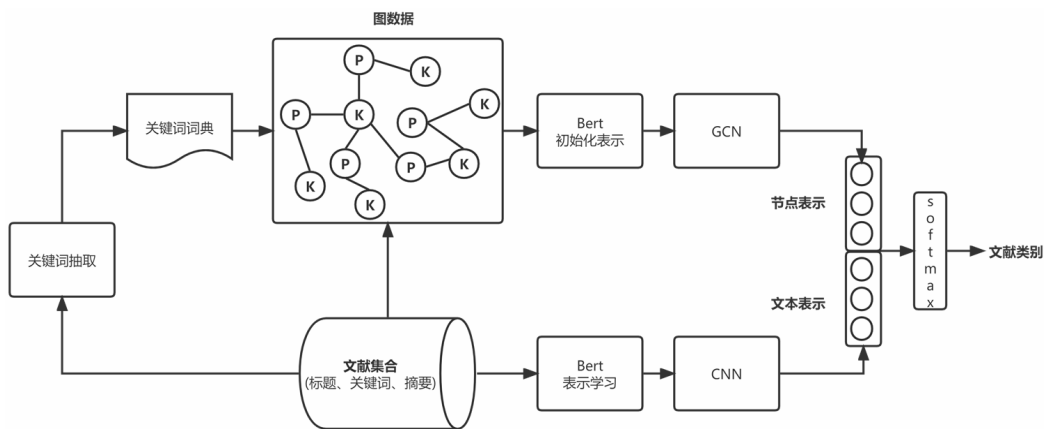 图数据
P
K
K
P
K
P
关键词词典
P
P
K
K
K
Bert
初始化表示
GCN
节点表示
关键词抽取
softmax
文献类别
文本表示
文献集合
(标题、关键词、摘要)
Bert
表示学习
CNN